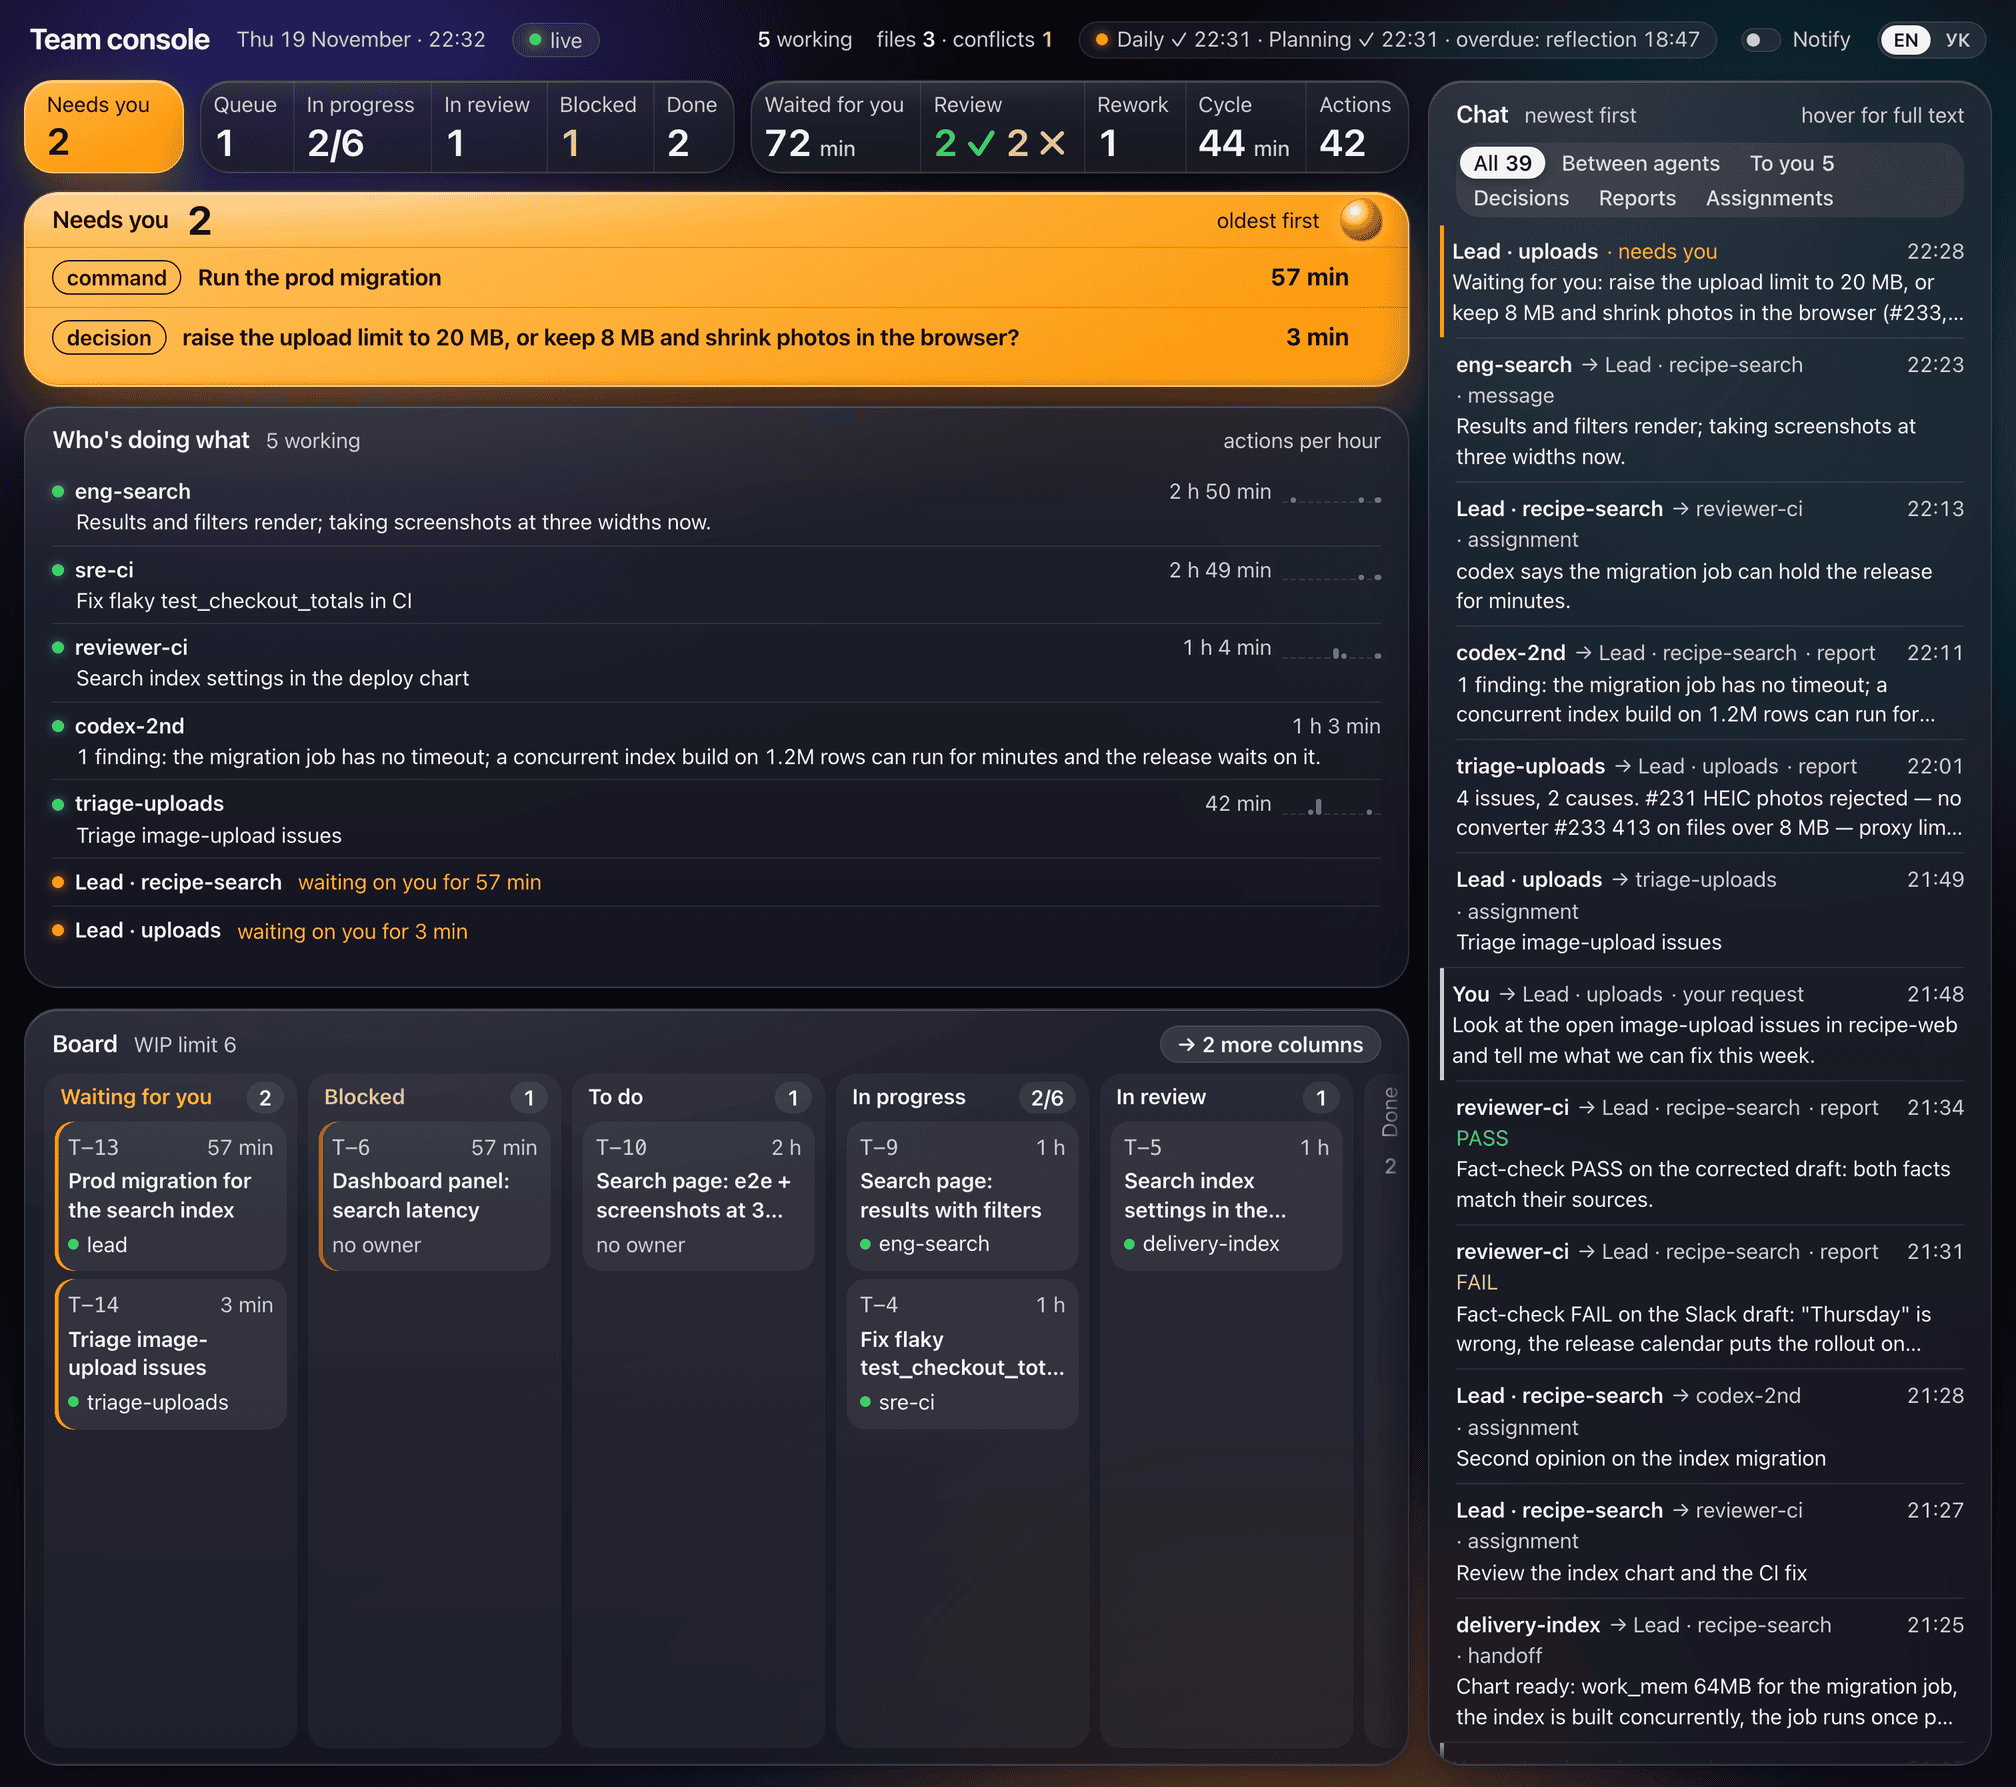 Team console Thu 19 November · 22:32 live 5 working files 3 · conflicts 1 Daily ✓ 22:31 · Planning ✓ 22:31 · overdue: reflection 18:47 Notify EN УК
Needs you
2
Queue In progress In review Blocked Done
1 2/6 1 1 2
Waited for you Review Rework Cycle Actions
72 min 2 ✓ 2 ✕ 1 44 min 42
Needs you 2 oldest first
command Run the prod migration 57 min
decision raise the upload limit to 20 MB, or keep 8 MB and shrink photos in the browser? 3 min
Who's doing what 5 working actions per hour
eng-search 2 h 50 min
Results and filters render; taking screenshots at three widths now.
sre-ci 2 h 49 min
Fix flaky test_checkout_totals in CI
reviewer-ci 1 h 4 min
Search index settings in the deploy chart
codex-2nd 1 h 3 min
1 finding: the migration job has no timeout; a concurrent index build on 1.2M rows can run for minutes and the release waits on it.
triage-uploads 42 min
Triage image-upload issues
Lead · recipe-search waiting on you for 57 min
Lead · uploads waiting on you for 3 min
Board WIP limit 6 → 2 more columns
Waiting for you 2
T-13 57 min
Prod migration for
the search index
lead
T-14 3 min
Triage image-
upload issues
triage-uploads
Blocked 1
T-6 57 min
Dashboard panel:
search latency
no owner
To do 1
T-10 2 h
Search page: e2e +
screenshots at 3...
no owner
In progress 2/6
T-9 1 h
Search page:
results with filters
eng-search
T-4 1 h
Fix flaky
test_checkout_tot...
sre-ci
In review 1
T-5 1 h
Search index
settings in the...
delivery-index
Done
2
Chat newest first hover for full text
All 39 Between agents To you 5
Decisions Reports Assignments
Lead · uploads · needs you 22:28
Waiting for you: raise the upload limit to 20 MB, or
keep 8 MB and shrink photos in the browser (#233,...
eng-search → Lead · recipe-search 22:23
· message
Results and filters render; taking screenshots at
three widths now.
Lead · recipe-search → reviewer-ci 22:13
· assignment
codex says the migration job can hold the release
for minutes.
codex-2nd → Lead · recipe-search · report 22:11
1 finding: the migration job has no timeout; a
concurrent index build on 1.2M rows can run for...
triage-uploads → Lead · uploads · report 22:01
4 issues, 2 causes. #231 HEIC photos rejected — no
converter #233 413 on files over 8 MB — proxy lim...
Lead · uploads → triage-uploads 21:49
· assignment
Triage image-upload issues
You → Lead · uploads · your request 21:48
Look at the open image-upload issues in recipe-web
and tell me what we can fix this week.
reviewer-ci → Lead · recipe-search · report 21:34
PASS
Fact-check PASS on the corrected draft: both facts
match their sources.
reviewer-ci → Lead · recipe-search · report 21:31
FAIL
Fact-check FAIL on the Slack draft: "Thursday" is
wrong, the release calendar puts the rollout on...
Lead · recipe-search → codex-2nd 21:28
· assignment
Second opinion on the index migration
Lead · recipe-search → reviewer-ci 21:27
· assignment
Review the index chart and the CI fix
delivery-index → Lead · recipe-search 21:25
· handoff
Chart ready: work_mem 64MB for the migration job,
the index is built concurrently, the job runs once p...